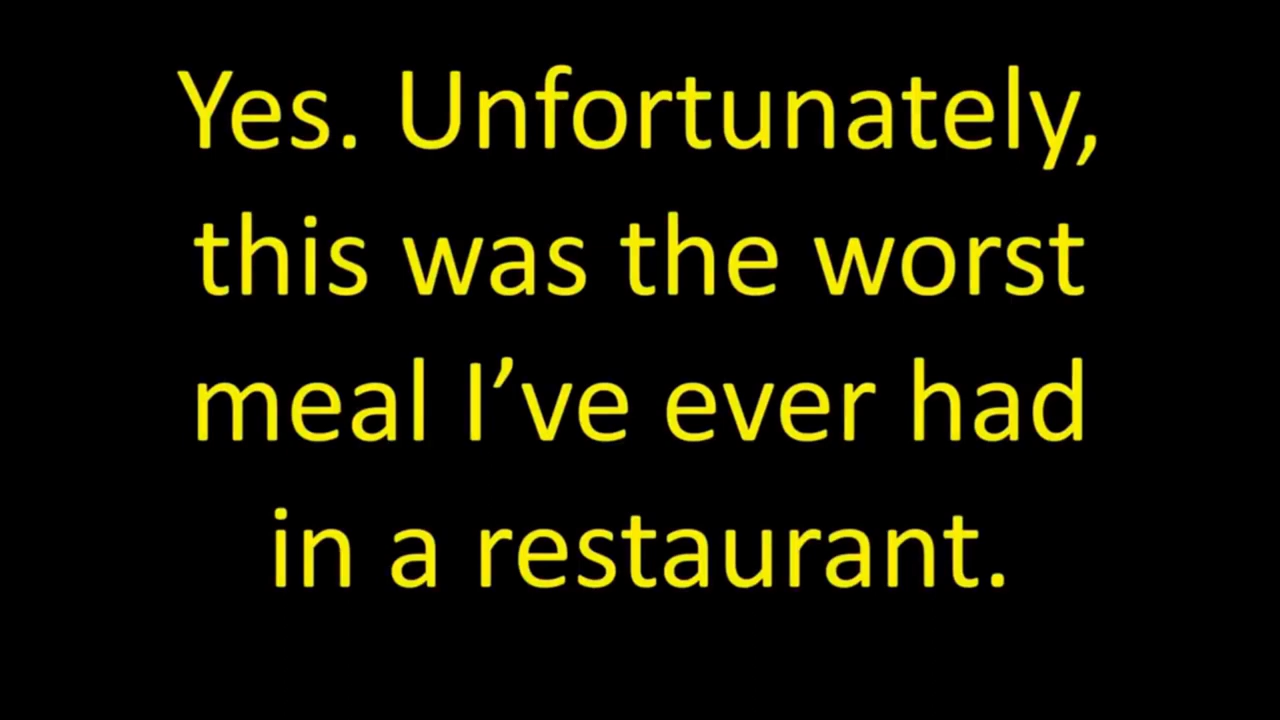 Yes. Unfortunately,
this was the worst
meal I’ve ever had
in a restaurant.